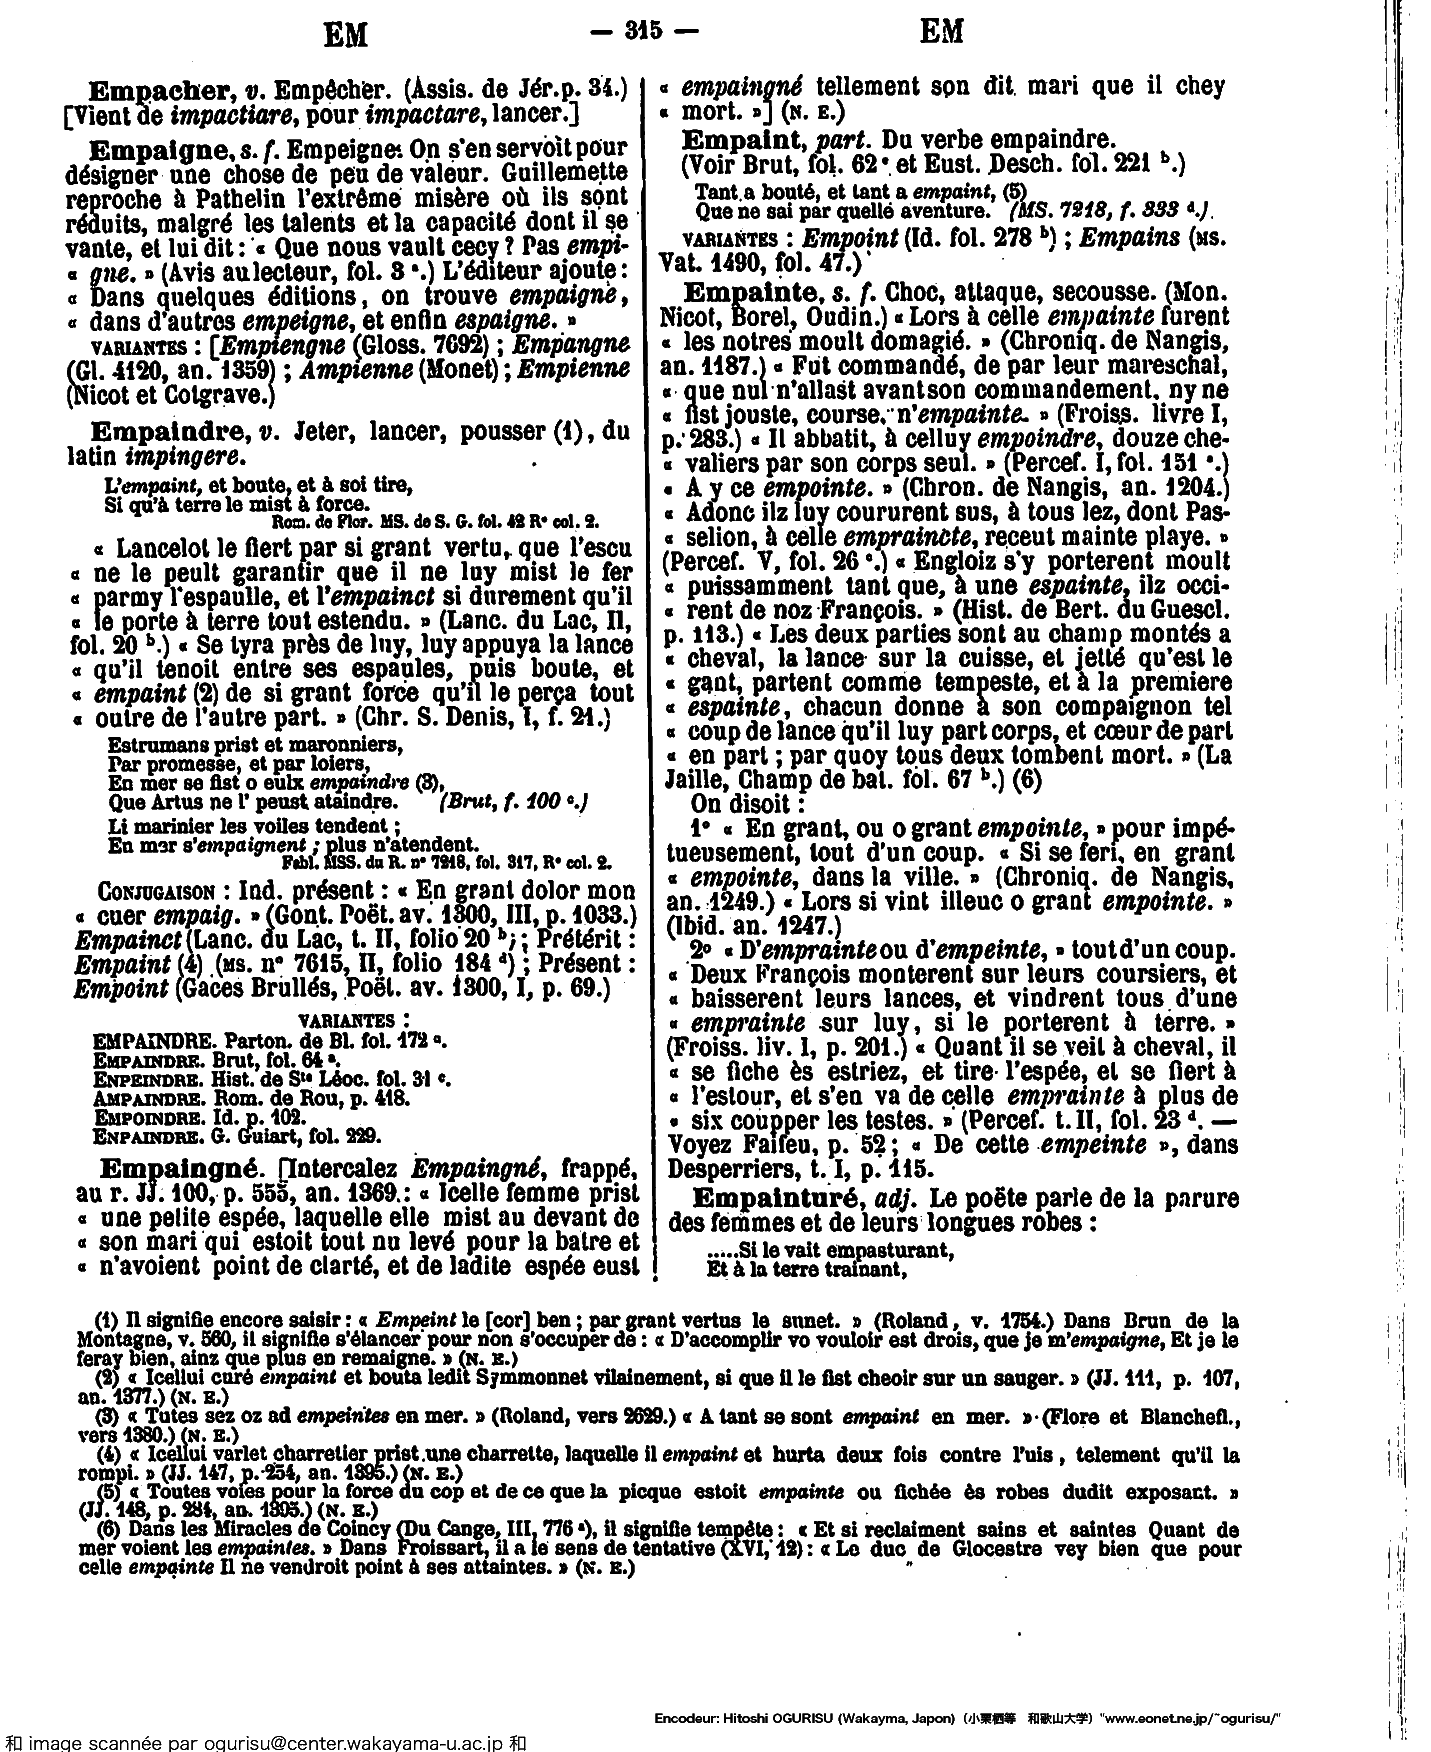 EM
— 315 —
EM
Empacher, v. Empêcher. (Assis. de Jér. p. 34.)
[Vient de impactiare, pour impactare, lancer.]
Empaigne, s. f. Empeigne. On s'en servoit pour
désigner une chose de peu de valeur. Guillemette
reproche à Pathelin l'extrême misère où ils sont
réduits, malgré les talents et la capacité dont il se
vante, et lui dit : « Que nous vault cecy ? Pas empi-
« gne. » (Avis au lecteur, fol. 3 ª.) L'éditeur ajoute :
« Dans quelques éditions, on trouve empaigne,
« dans d'autres empeigne, et enfin espaigne. »
VARIANTES : [Empiengne (Gloss. 7692) ; Empangne
(Gl. 4120, an. 1359) ; Ampienne (Monet) ; Empienne
(Nicot et Cotgrave.)
Empaindre, v. Jeter, lancer, pousser (1), du
latin impingere.
L'empaint, et boute, et à soi tire,
Si qu'à terre le mist à force.
Rom. de Flor. MS. de S. G. fol. 42 Rº col. 2.
« Lancelot le fiert par si grant vertu, que l'escu
« ne le peult garantir que il ne luy mist le fer
« parmy l'espaulle, et l'empainct si durement qu'il
« le porte à terre tout estendu. » (Lanc. du Lac, II,
fol. 20 ᵇ.) « Se tyra près de luy, luy appuya la lance
« qu'il tenoit entre ses espaules, puis boute, et
« empaint (2) de si grant force qu'il le perça tout
« outre de l'autre part. » (Chr. S. Denis, I, f. 21.)
Estrumans prist et maronniers,
Par promesse, et par loiers,
En mer se fist o eulx empaindre (3),
Que Artus ne l' peust ataindre. (Brut, f. 100 ᶜ.)
Li marinier les voiles tendent ;
En mer s'empaignent ; plus n'atendent.
Fabl. MSS. du R. nº 7218, fol. 317, Rº col. 2.
CONJUGAISON : Ind. présent : « En grant dolor mon
« cuer empaig. » (Gont. Poët. av. 1300, III, p. 1033.)
Empainct (Lanc. du Lac, t. II, folio 20 ᵇ) ; Prétérit :
Empaint (4) (MS. nº 7615, II, folio 184 ᵈ) ; Présent :
Empoint (Gaces Brullés, Poët. av. 1300, I, p. 69.)
VARIANTES :
EMPAINDRE. Parton. de Bl. fol. 172 ª.
EMPAINDRE. Brut, fol. 64 ª.
ENPEINDRE. Hist. de Ste Léoc. fol. 31 ᶜ.
AMPAINDRE. Rom. de Rou, p. 418.
EMPOINDRE. Id. p. 102.
ENPAINDRE. G. Guiart, fol. 229.
Empaingné. [Intercalez Empaingné, frappé,
au r. JJ. 100, p. 555, an. 1369 : « Icelle femme prist
« une petite espée, laquelle elle mist au devant de
« son mari qui estoit tout nu levé pour la batre et
« n'avoient point de clarté, et de ladite espée eust
« empaingné tellement son dit mari que il chey
« mort. »] (N. E.)
Empaint, part. Du verbe empaindre.
(Voir Brut, fol. 62 ª et Eust. Desch. fol. 221 ᵇ.)
Tant a bouté, et tant a empaint, (5)
Que ne sai par quelle aventure. (MS. 7218, f. 333 ᵈ.).
VARIANTES : Empoint (Id. fol. 278 ᵇ) ; Empains (MS.
Vat. 1490, fol. 47.)
Empainte, s. f. Choc, attaque, secousse. (Mon.
Nicot, Borel, Oudin.) « Lors à celle empainte furent
« les notres moult domagié. » (Chroniq. de Nangis,
an. 1187.) « Fut commandé, de par leur mareschal,
« que nul n'allast avant son commandement, ny ne
« fist jouste, course, n'empainte. » (Froiss. livre I,
p. 283.) « Il abbatit, à celluy empoindre, douze che-
« valiers par son corps seul. » (Percef. I, fol. 151 ª.)
« A y ce empointe. » (Chron. de Nangis, an. 1204.)
« Adonc ilz luy coururent sus, à tous lez, dont Pas-
« selion, à celle empraincte, receut mainte playe. »
(Percef. V, fol. 26 ª.) « Engloiz s'y porterent moult
« puissamment tant que, à une espainte, ilz occi-
« rent de noz François. » (Hist. de Bert. du Guescl.
p. 113.) « Les deux parties sont au champ montés a
« cheval, la lance sur la cuisse, et jetté qu'est le
« gant, partent comme tempeste, et à la premiere
« espainte, chacun donne à son compaignon tel
« coup de lance qu'il luy part corps, et cœur de part
« en part ; par quoy tous deux tombent mort. » (La
Jaille, Champ de bat. fol. 67 ᵇ.) (6)
On disoit :
1º « En grant, ou o grant empointe, » pour impé-
tueusement, tout d'un coup. « Si se feri, en grant
« empointe, dans la ville. » (Chroniq. de Nangis,
an. 1249.) « Lors si vint illeuc o grant empointe. »
(Ibid. an. 1247.)
2º « D'emprainte ou d'empeinte, » tout d'un coup.
« Deux François monterent sur leurs coursiers, et
« baisserent leurs lances, et vindrent tous d'une
« emprainte sur luy, si le porterent à terre. »
(Froiss. liv. I, p. 201.) « Quant il se veit à cheval, il
« se fiche ès estriez, et tire l'espée, et se fiert à
« l'estour, et s'en va de celle emprainte à plus de
« six coupper les testes. » (Percef. t. II, fol. 23 ᵈ. —
Voyez Faifeu, p. 52 ; « De cette empeinte », dans
Desperriers, t. I, p. 115.
Empainturé, adj. Le poëte parle de la parure
des femmes et de leurs longues robes :
.....Si le vait empasturant,
Et à la terre trainant,
(1) Il signifie encore saisir : « Empeint le [cor] ben ; par grant vertus le sunet. » (Roland, v. 1754.) Dans Brun de la
Montagne, v. 560, il signifie s'élancer pour non s'occuper de : « D'accomplir vo vouloir est drois, que je m'empaigne, Et je le
feray bien, ainz que plus en remaigne. » (N. E.)
(2) « Icellui curé empaint et bouta ledit Symmonnet vilainement, si que il le fist cheoir sur un sauger. » (JJ. 111, p. 107,
an. 1377.) (N. E.)
(3) « Tutes sez oz ad empeintes en mer. » (Roland, vers 2629.) « A tant se sont empaint en mer. » (Flore et Blanchefl.,
vers 1380.) (N. E.)
(4) « Icellui varlet charretier prist une charrette, laquelle il empaint et hurta deux fois contre l'uis, telement qu'il la
rompi. » (JJ. 147, p. 254, an. 1395.) (N. E.)
(5) « Toutes voies pour la force du cop et de ce que la picque estoit empainte ou fichée ès robes dudit exposant. »
(JJ. 148, p. 284, an. 1395.) (N. E.)
(6) Dans les Miracles de Coincy (Du Cange, III, 776 ª), il signifie tempête : « Et si reclaiment sains et saintes Quant de
mer voient les empaintes. » Dans Froissart, il a le sens de tentative (XVI, 12) : « Le duc de Glocestre vey bien que pour
celle empainte Il ne vendroit point à ses attaintes. » (N. E.)
Encodeur: Hitoshi OGURISU (Wakayma, Japon) (小栗栖等 和歌山大学) "www.eonet.ne.jp/~ogurisu/"
和 image scannée par ogurisu@center.wakayama-u.ac.jp 和